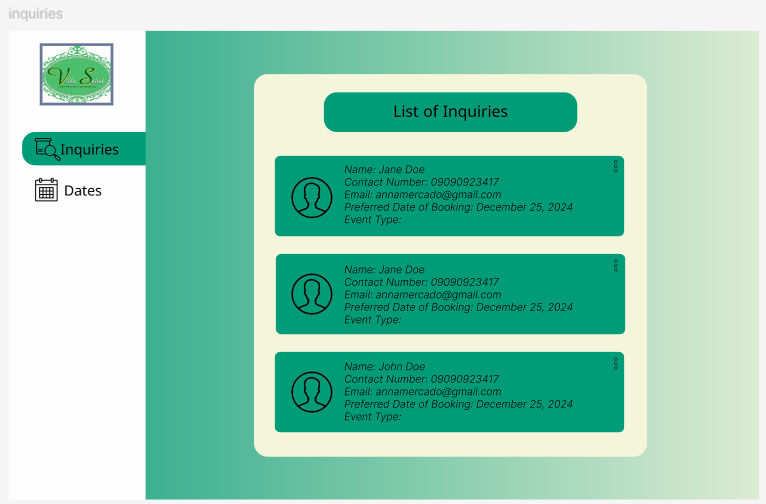 inquiries
Inquiries
Dates
List of Inquiries
Name: Jane Doe
Contact Number: 09090923417
Email: annamercado@gmail.com
Preferred Date of Booking: December 25, 2024
Event Type:
Name: Jane Doe
Contact Number: 09090923417
Email: annamercado@gmail.com
Preferred Date of Booking: December 25, 2024
Event Type:
Name: John Doe
Contact Number: 09090923417
Email: annamercado@gmail.com
Preferred Date of Booking: December 25, 2024
Event Type: